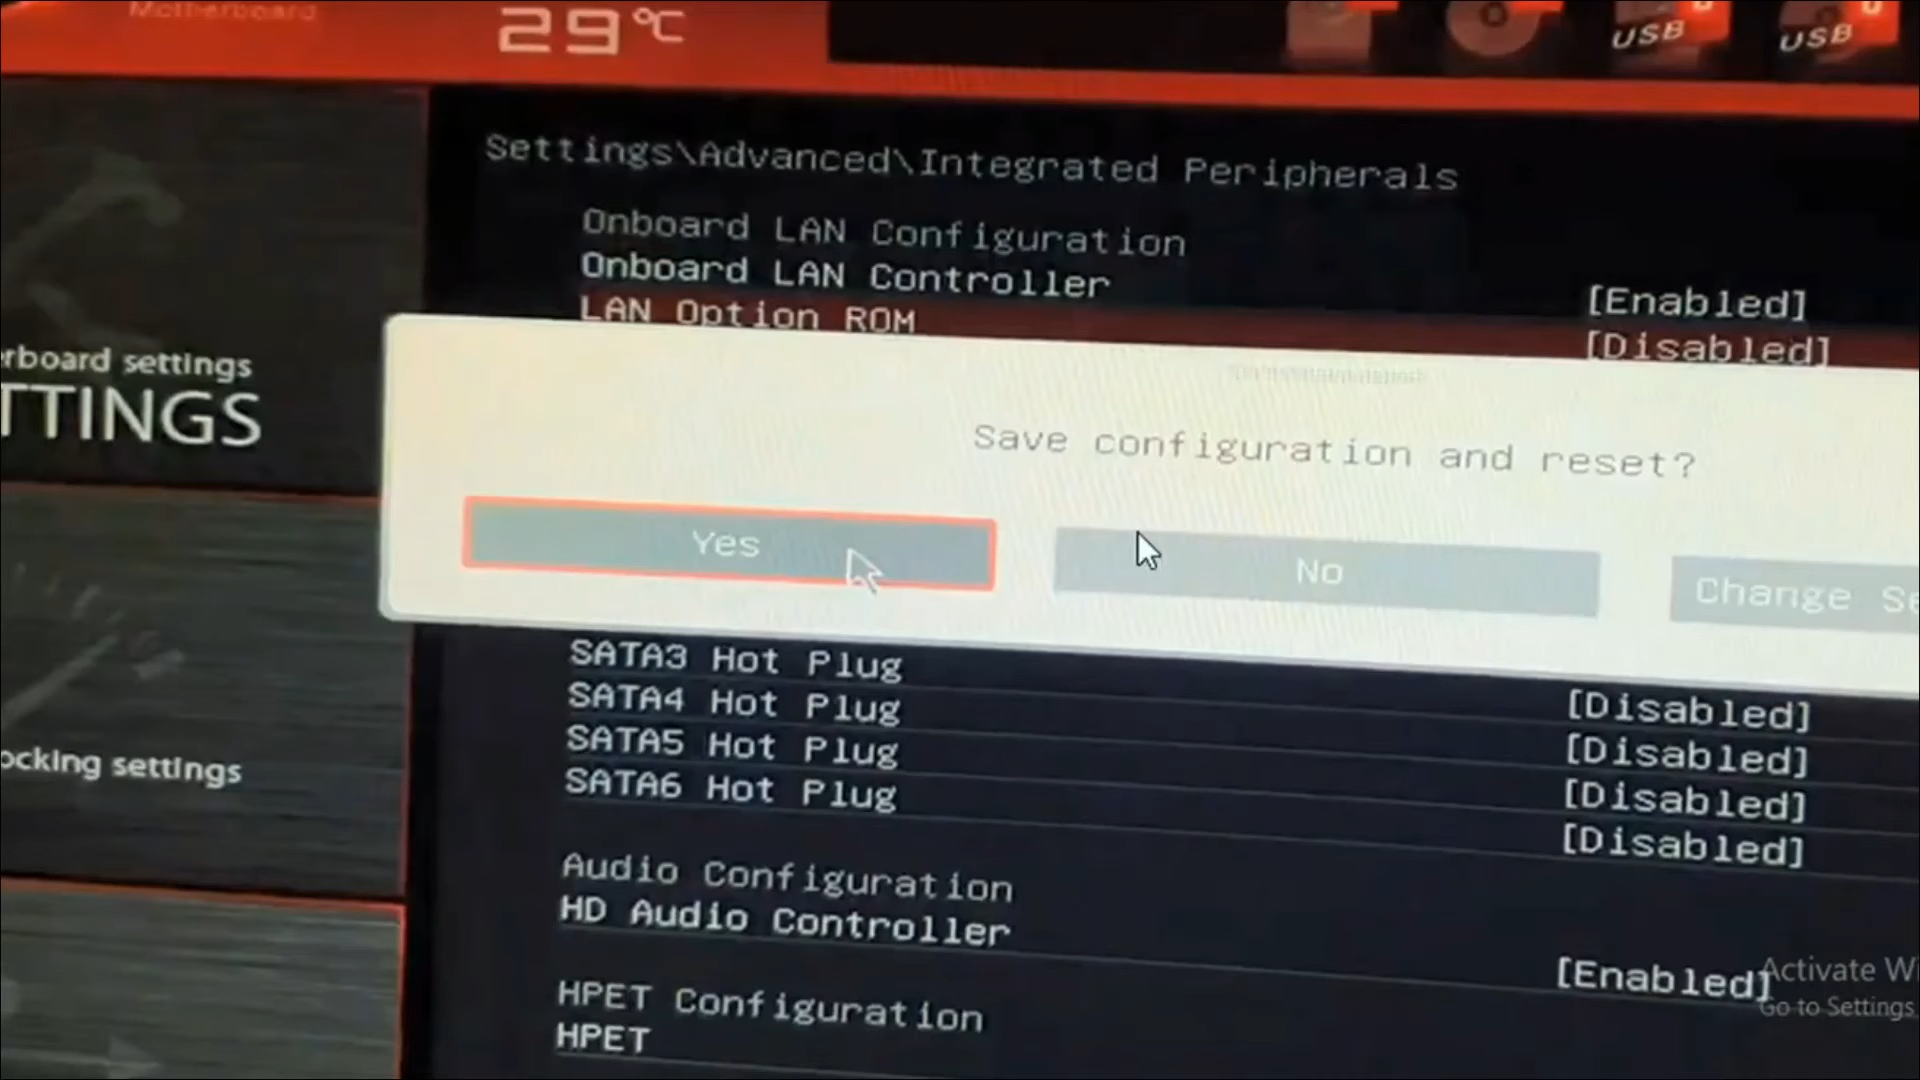 Motherboard
29°C
USB
USB
Settings\Advanced\Integrated Peripherals
Onboard LAN Configuration
Onboard LAN Controller [Enabled]
LAN Option ROM [Disabled]
rboard settings
TTINGS
Save configuration and reset?
Yes
No
Change Se
SATA3 Hot Plug [Disabled]
SATA4 Hot Plug [Disabled]
SATA5 Hot Plug [Disabled]
SATA6 Hot Plug [Disabled]
ocking settings
Audio Configuration
HD Audio Controller [Enabled]
HPET Configuration
HPET
Activate Wi
Go to Settings